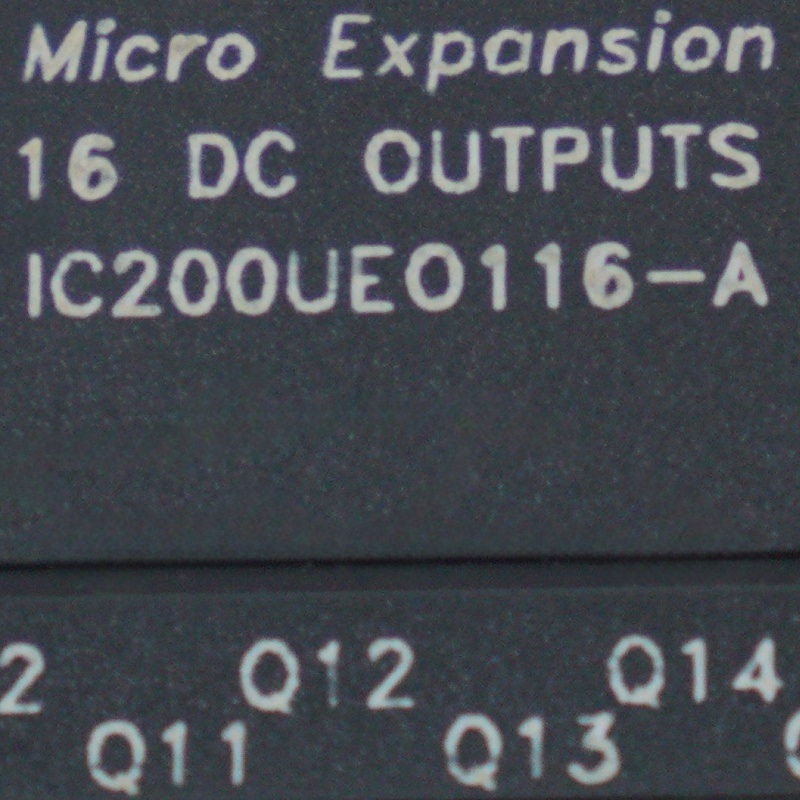 Micro Expansion
16 DC OUTPUTS
IC200UEO116-A
2 Q12 Q14
Q11 Q13